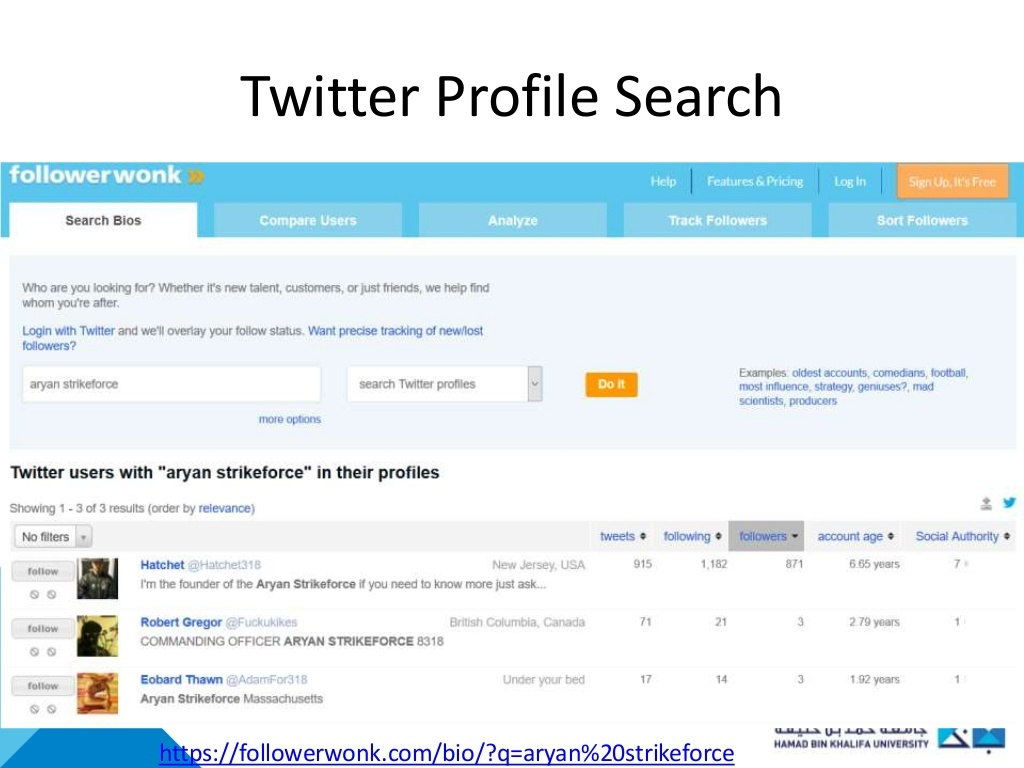 Twitter Profile Search
followerwonk
Help
Features & Pricing
Log In
Sign Up, It's Free
Search Bios
Compare Users
Analyze
Track Followers
Sort Followers
Who are you looking for? Whether it's new talent, customers, or just friends, we help find
whom you're after.
Login with Twitter and we'll overlay your follow status. Want precise tracking of new/lost
followers?
aryan strikeforce
search Twitter profiles
Do it
Examples: oldest accounts, comedians, football,
most influence, strategy, geniuses?, mad
scientists, producers
more options
Twitter users with "aryan strikeforce" in their profiles
Showing 1 - 3 of 3 results (order by relevance)
No filters
tweets following followers account age Social Authority
follow
Hatchet @Hatchet318 New Jersey, USA 915 1,182 871 6.65 years 7
I'm the founder of the Aryan Strikeforce if you need to know more just ask...
follow
Robert Gregor @Fuckukikes British Columbia, Canada 71 21 3 2.79 years 1
COMMANDING OFFICER ARYAN STRIKEFORCE 8318
follow
Eobard Thawn @AdamFor318 Under your bed 17 14 3 1.92 years 1
Aryan Strikeforce Massachusetts
HAMAD BIN KHALIFA UNIVERSITY
https://followerwonk.com/bio/?q=aryan%20strikeforce